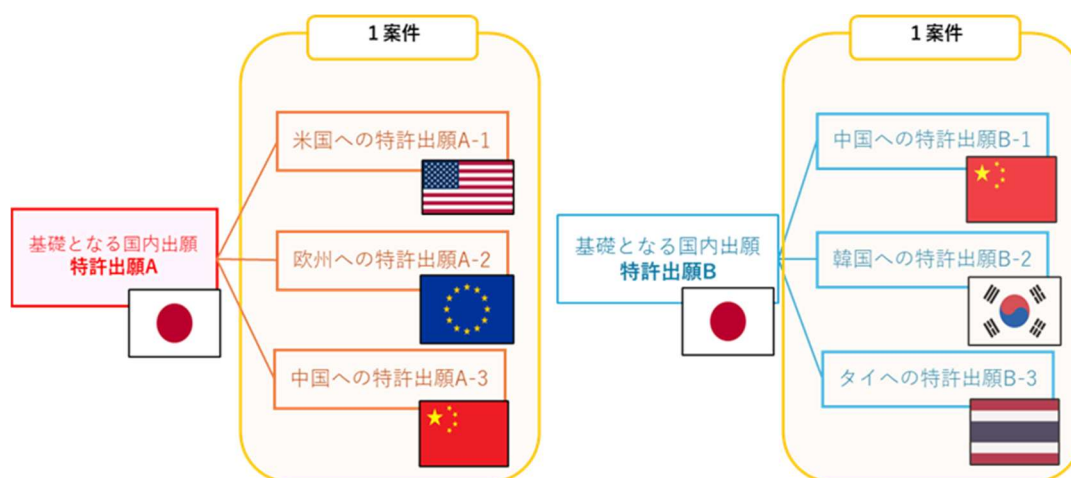 1案件
米国への特許出願A-1
基礎となる国内出願
特許出願A
欧州への特許出願A-2
中国への特許出願A-3
1案件
中国への特許出願B-1
基礎となる国内出願
特許出願B
韓国への特許出願B-2
タイへの特許出願B-3